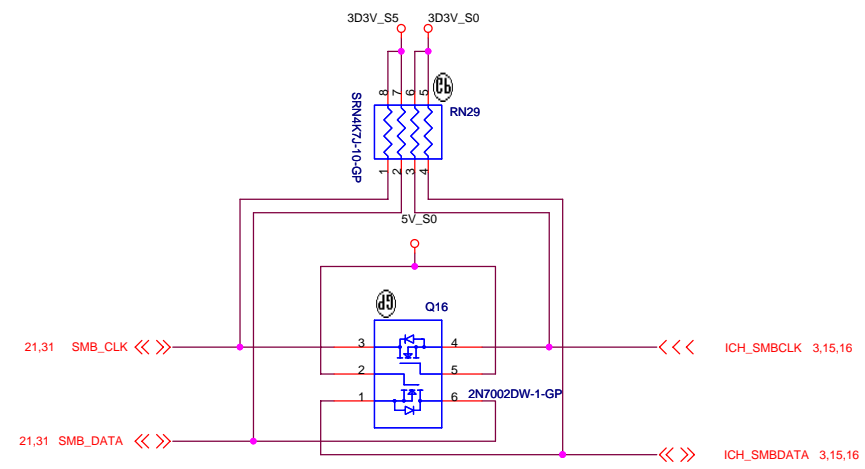 3D3V_S5 3D3V_S0
8 7 6 5
RN29
SRN4K7J-10-GP
1 2 3 4
5V_S0
Q16
21,31 SMB_CLK 3 4 ICH_SMBCLK 3,15,16
2 5
1 6 2N7002DW-1-GP
21,31 SMB_DATA
ICH_SMBDATA 3,15,16